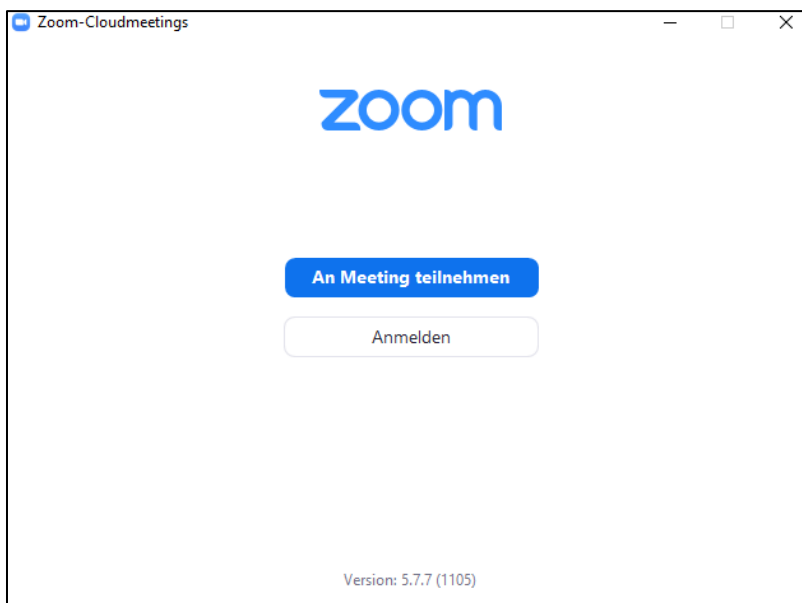 Zoom-Cloudmeetings
zoom
An Meeting teilnehmen
Anmelden
Version: 5.7.7 (1105)